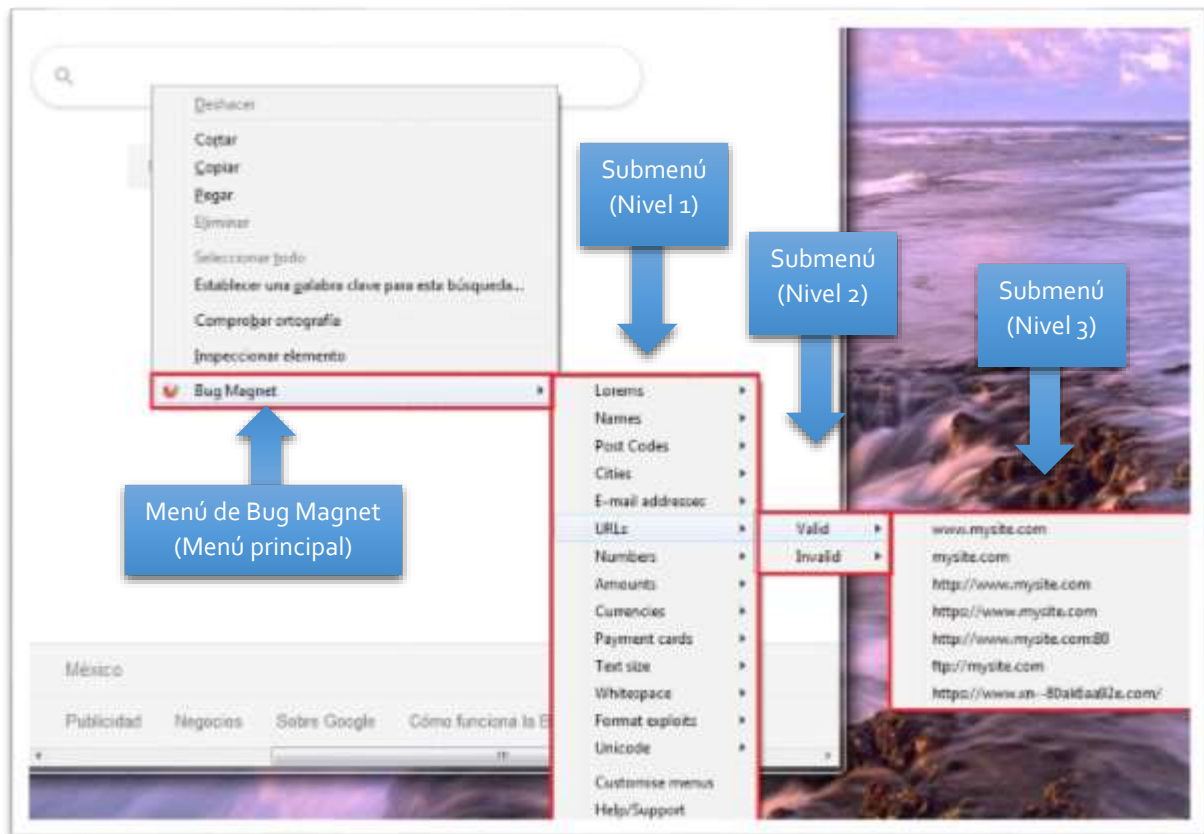 Deshacer
Cortar
Copiar
Pegar
Eliminar
Seleccionar todo
Establecer una palabra clave para esta búsqueda...
Comprobar ortografía
Inspeccionar elemento
Bug Magnet
Menú de Bug Magnet
(Menú principal)
Submenú
(Nivel 1)
Lorems
Names
Post Codes
Cities
E-mail addresses
URLs
Numbers
Amounts
Currencies
Payment cards
Text size
Whitespace
Format exploits
Unicode
Customise menus
Help/Support
Submenú
(Nivel 2)
Valid
Invalid
Submenú
(Nivel 3)
www.mysite.com
mysite.com
http://www.mysite.com
https://www.mysite.com
http://www.mysite.com:80
ftp://mysite.com
México
Publicidad Negocios Sobre Google Cómo funciona la